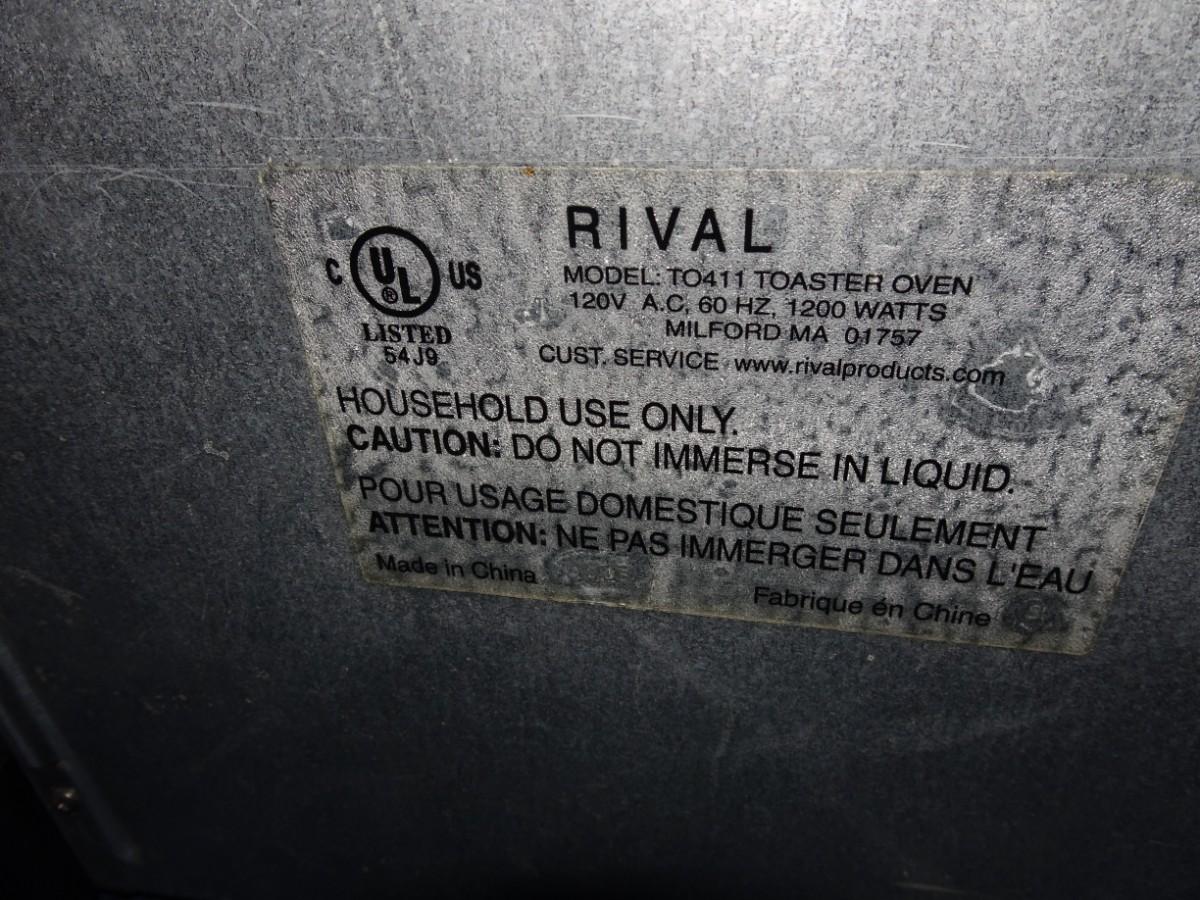 RIVAL
C UL ® US
LISTED
54J9
MODEL: TO411 TOASTER OVEN
120V A.C, 60 HZ, 1200 WATTS
MILFORD MA 01757
CUST. SERVICE www.rivalproducts.com
HOUSEHOLD USE ONLY.
CAUTION: DO NOT IMMERSE IN LIQUID.
POUR USAGE DOMESTIQUE SEULEMENT
ATTENTION: NE PAS IMMERGER DANS L'EAU
Made in China
Fabrique én Chine